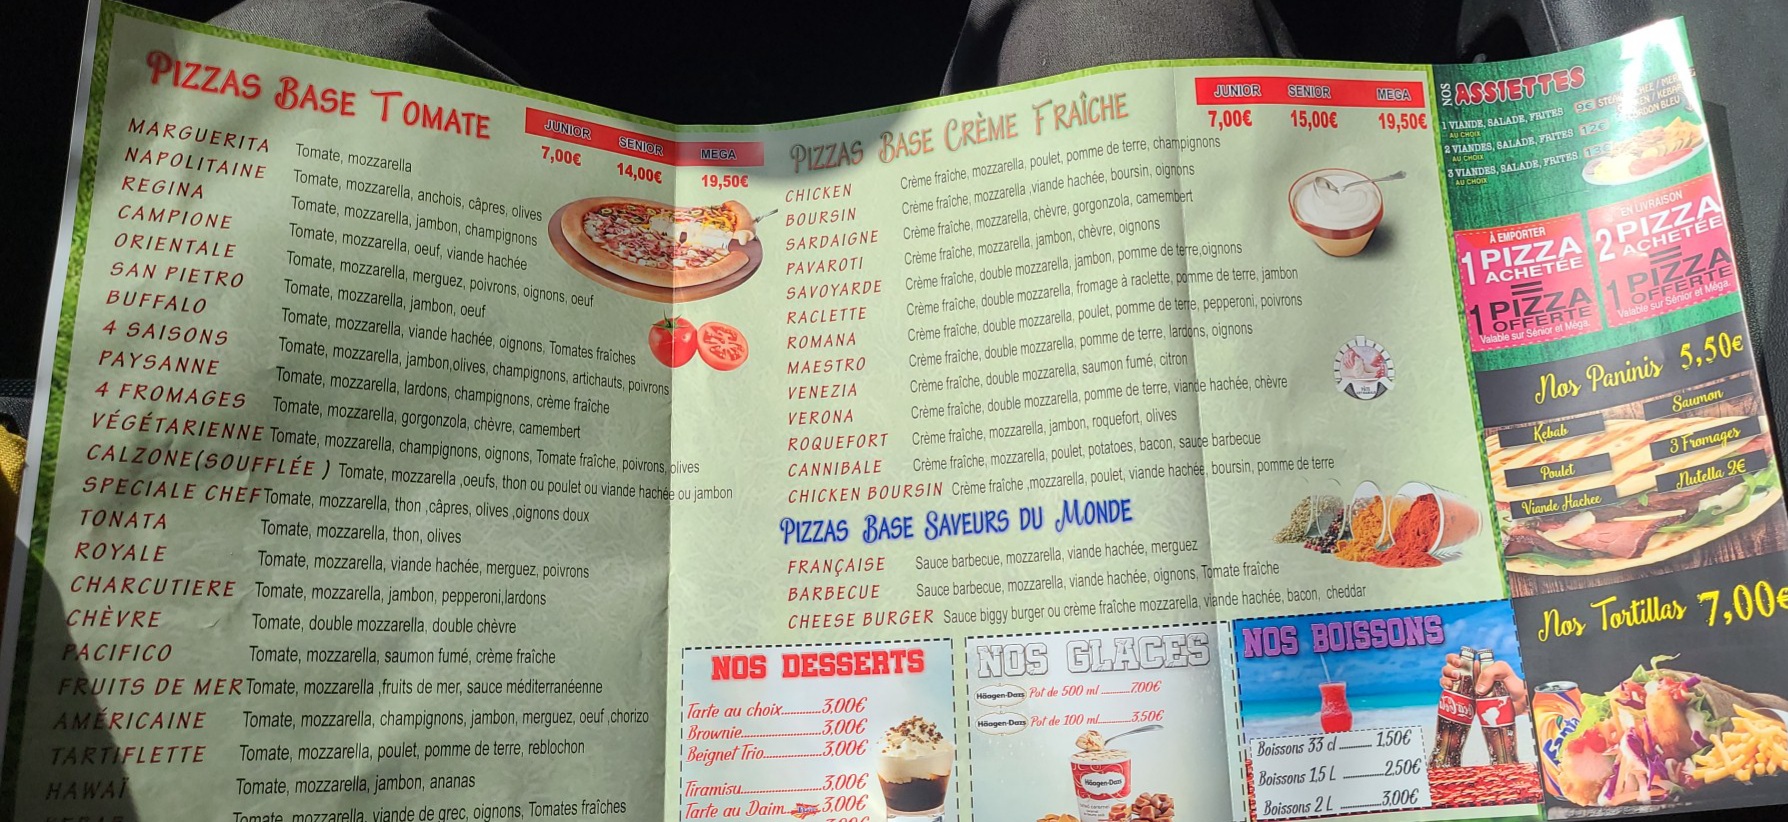 PIZZAS BASE TOMATE
JUNIOR SENIOR MEGA
7,00€ 14,00€ 19,50€
MARGUERITA Tomate, mozzarella
NAPOLITAINE Tomate, mozzarella, anchois, câpres, olives
REGINA Tomate, mozzarella, jambon, champignons
CAMPIONE Tomate, mozzarella, oeuf, viande hachée
ORIENTALE Tomate, mozzarella, merguez, poivrons, oignons, oeuf
SAN PIETRO Tomate, mozzarella, jambon, oeuf
BUFFALO Tomate, mozzarella, viande hachée, oignons, Tomates fraîches
4 SAISONS Tomate, mozzarella, jambon,olives, champignons, artichauts, poivrons
PAYSANNE Tomate, mozzarella, lardons, champignons, crème fraîche
4 FROMAGES Tomate, mozzarella, gorgonzola, chèvre, camembert
VÉGÉTARIENNE Tomate, mozzarella, champignons, oignons, Tomate fraîche, poivrons, olives
CALZONE(SOUFFLÉE ) Tomate, mozzarella ,oeufs, thon ou poulet ou viande hachée ou jambon
SPECIALE CHEF Tomate, mozzarella, thon ,câpres, olives ,oignons doux
TONATA Tomate, mozzarella, thon, olives
ROYALE Tomate, mozzarella, viande hachée, merguez, poivrons
CHARCUTIERE Tomate, mozzarella, jambon, pepperoni,lardons
CHÈVRE Tomate, double mozzarella, double chèvre
PACIFICO Tomate, mozzarella, saumon fumé, crème fraîche
FRUITS DE MER Tomate, mozzarella ,fruits de mer, sauce méditerranéenne
AMÉRICAINE Tomate, mozzarella, champignons, jambon, merguez, oeuf ,chorizo
TARTIFLETTE Tomate, mozzarella, poulet, pomme de terre, reblochon
HAWAÏ Tomate, mozzarella, jambon, ananas
Tomate, mozzarella, viande de grec, oignons, Tomates fraîches
PIZZAS BASE CRÈME FRAÎCHE
JUNIOR SENIOR MEGA
7,00€ 15,00€ 19,50€
CHICKEN Crème fraîche, mozzarella, poulet, pomme de terre, champignons
BOURSIN Crème fraîche, mozzarella ,viande hachée, boursin, oignons
SARDAIGNE Crème fraîche, mozzarella, chèvre, gorgonzola, camembert
PAVAROTI Crème fraîche, mozzarella, jambon, chèvre, oignons
SAVOYARDE Crème fraîche, double mozzarella, jambon, pomme de terre,oignons
RACLETTE Crème fraîche, double mozzarella, fromage à raclette, pomme de terre, jambon
ROMANA Crème fraîche, double mozzarella, poulet, pomme de terre, pepperoni, poivrons
MAESTRO Crème fraîche, double mozzarella, pomme de terre, lardons, oignons
VENEZIA Crème fraîche, double mozzarella, saumon fumé, citron
VERONA Crème fraîche, double mozzarella, pomme de terre, viande hachée, chèvre
ROQUEFORT Crème fraîche, mozzarella, jambon, roquefort, olives
CANNIBALE Crème fraîche, mozzarella, poulet, potatoes, bacon, sauce barbecue
CHICKEN BOURSIN Crème fraîche ,mozzarella, poulet, viande hachée, boursin, pomme de terre
PIZZAS BASE SAVEURS DU MONDE
FRANÇAISE Sauce barbecue, mozzarella, viande hachée, merguez
BARBECUE Sauce barbecue, mozzarella, viande hachée, oignons, Tomate fraîche
CHEESE BURGER Sauce biggy burger ou crème fraîche mozzarella, viande hachée, bacon, cheddar
NOS DESSERTS
Tarte au choix............3,00€
Brownie....................3,00€
Beignet Trio...............3,00€
Tiramisu...................3,00€
Tarte au Daim 3,00€
NOS GLACES
Häagen-Dazs Pot de 500 ml ............7,00€
Häagen-Dazs Pot de 100 ml............3,50€
Häagen-Dazs
NOS BOISSONS
Boissons 33 cl ......... 1,50€
Boissons 1.5 L ............2,50€
Boissons 2 L ............3,00€
Coca-Cola
Fanta
NOS ASSIETTES
1 VIANDE, SALADE, FRITES 9€
AU CHOIX
2 VIANDES, SALADE, FRITES 12€
AU CHOIX
3 VIANDES, SALADE, FRITES
AU CHOIX
À EMPORTER
1 PIZZA
ACHETÉE
=
1 PIZZA
OFFERTE
Valable sur Sénior et Méga.
EN LIVRAISON
2 PIZZA
ACHETÉE
=
1 PIZZA
OFFERTE
Valable sur Sénior et Méga.
Nos Paninis 5,50€
Kebab
Poulet
Viande Hachee
Saumon
3 Fromages
Nutella 2€
Nos Tortillas 7,00€